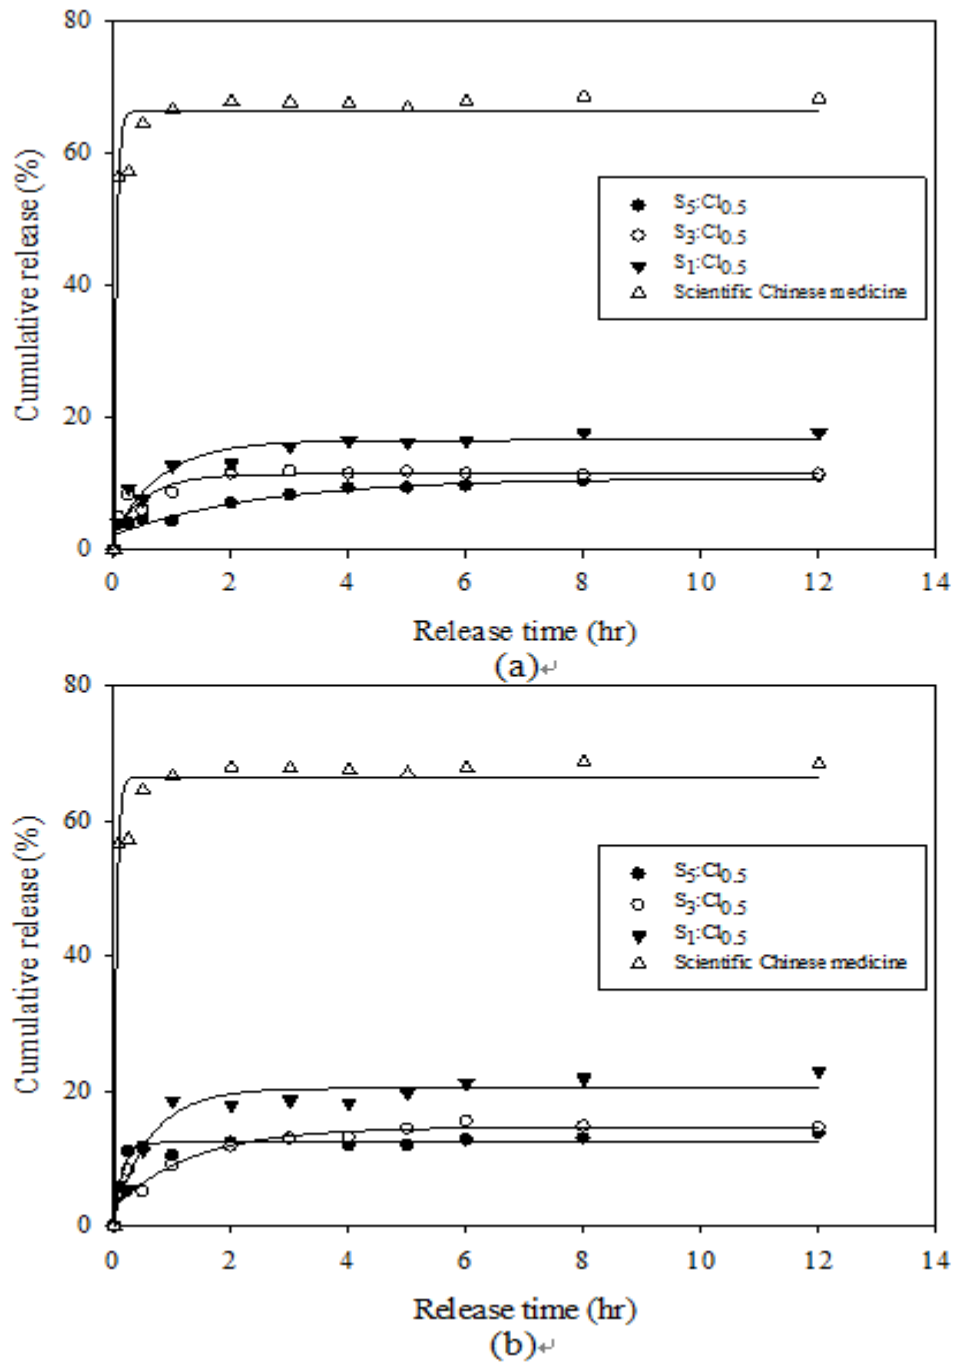 80
60
40
20
0
Cumulative release (%)
S5:Cl0.5
S3:Cl0.5
S1:Cl0.5
Scientific Chinese medicine
0 2 4 6 8 10 12 14
Release time (hr)
(a)↵
80
60
40
20
0
Cumulative release (%)
S5:Cl0.5
S3:Cl0.5
S1:Cl0.5
Scientific Chinese medicine
0 2 4 6 8 10 12 14
Release time (hr)
(b)↵